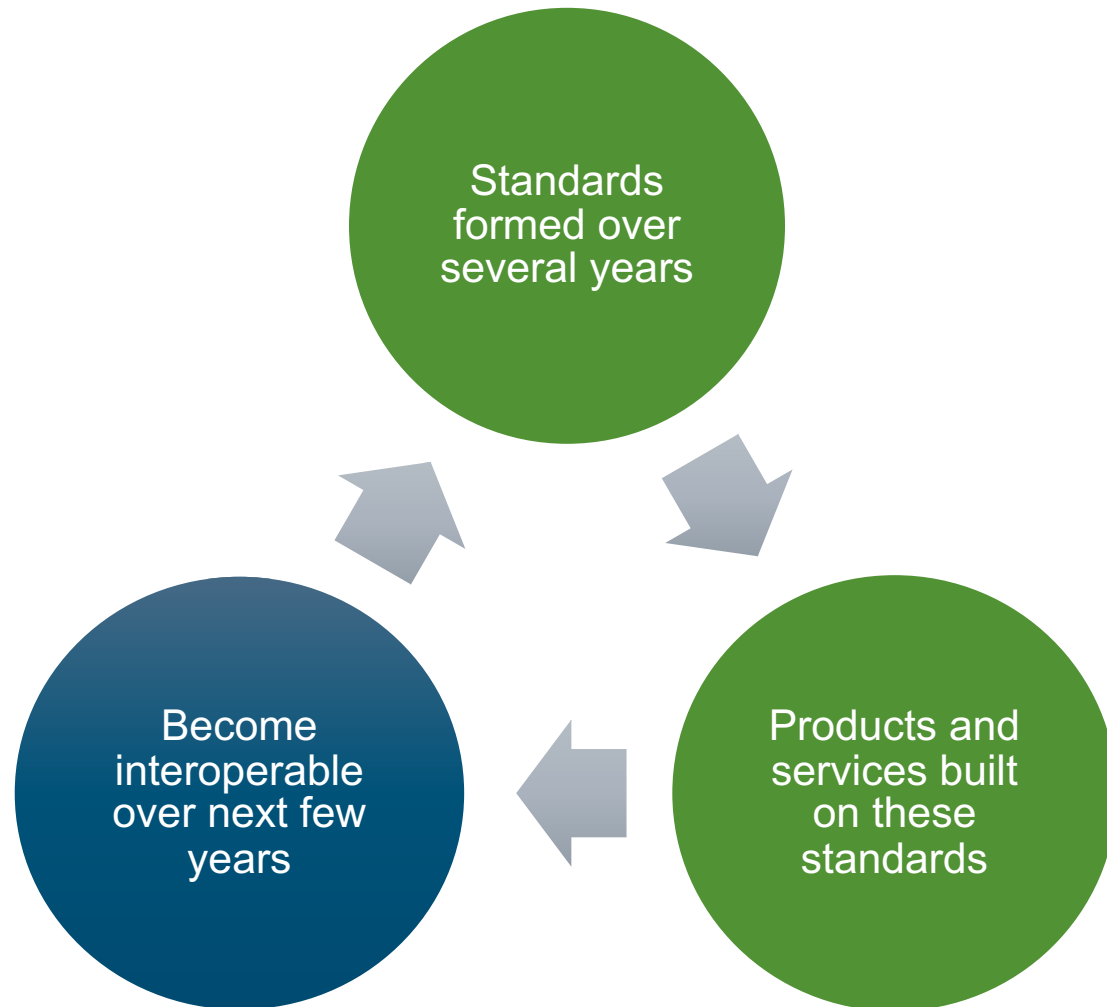 Standards
formed over
several years
Products and
services built
on these
standards
Become
interoperable
over next few
years